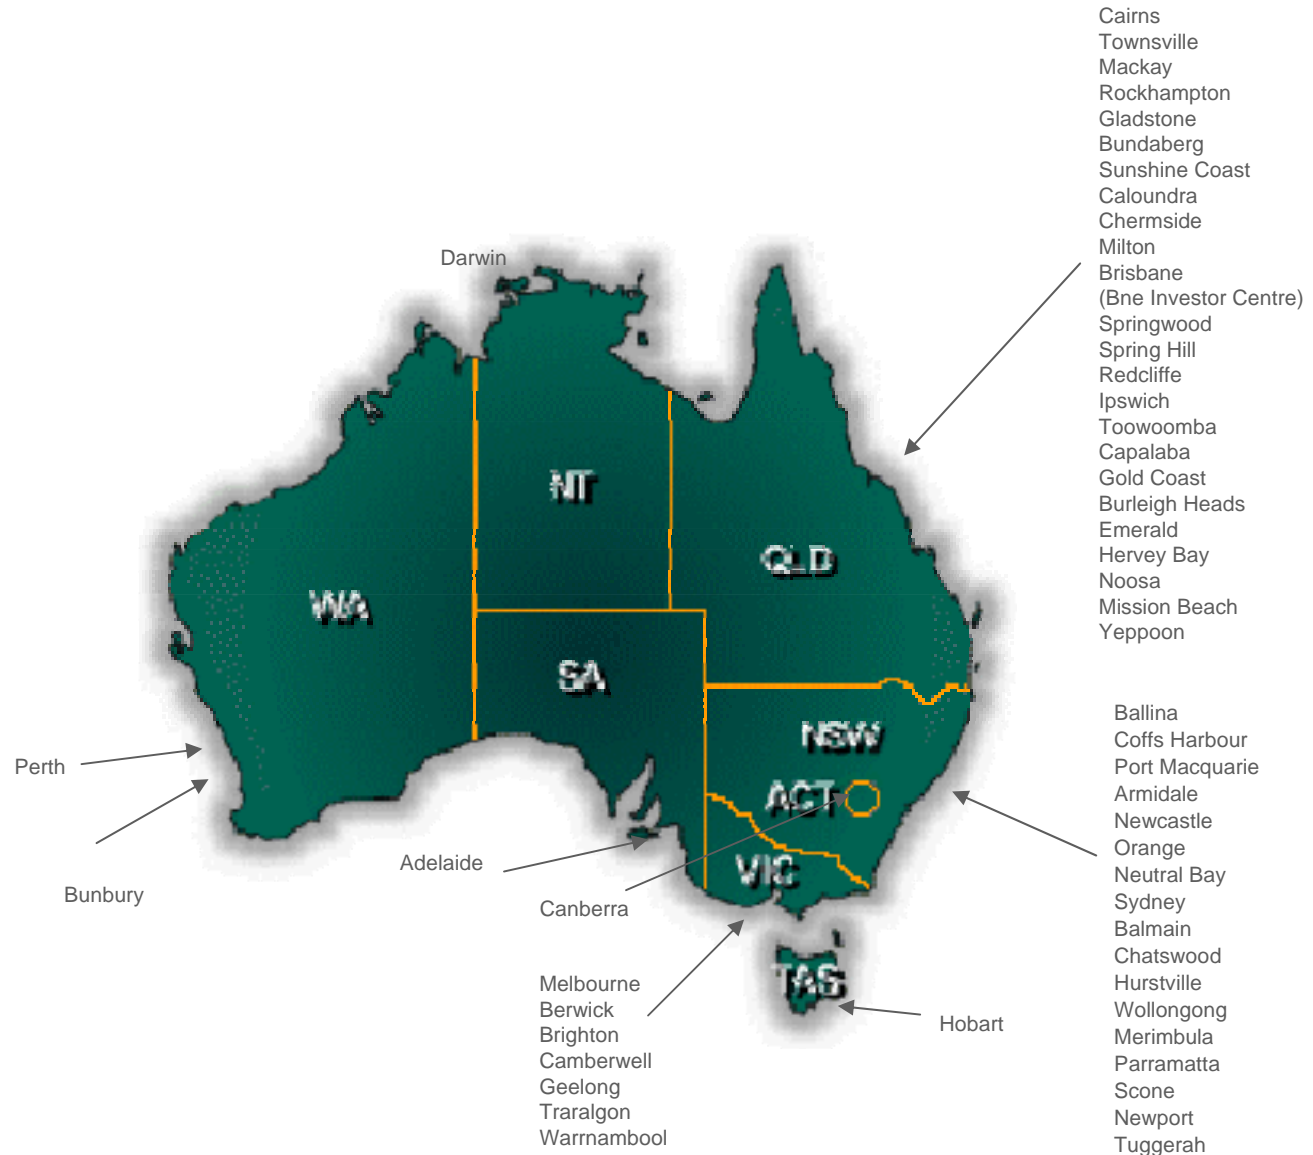 Cairns
Townsville
Mackay
Rockhampton
Gladstone
Bundaberg
Sunshine Coast
Caloundra
Chermside
Milton
Brisbane
(Bne Investor Centre)
Springwood
Spring Hill
Redcliffe
Ipswich
Toowoomba
Capalaba
Gold Coast
Burleigh Heads
Emerald
Hervey Bay
Noosa
Mission Beach
Yeppoon
Darwin
NT
QLD
WA
SA
NSW
ACT
VIC
TAS
Perth
Bunbury
Adelaide
Canberra
Melbourne
Berwick
Brighton
Camberwell
Geelong
Traralgon
Warrnambool
Hobart
Ballina
Coffs Harbour
Port Macquarie
Armidale
Newcastle
Orange
Neutral Bay
Sydney
Balmain
Chatswood
Hurstville
Wollongong
Merimbula
Parramatta
Scone
Newport
Tuggerah